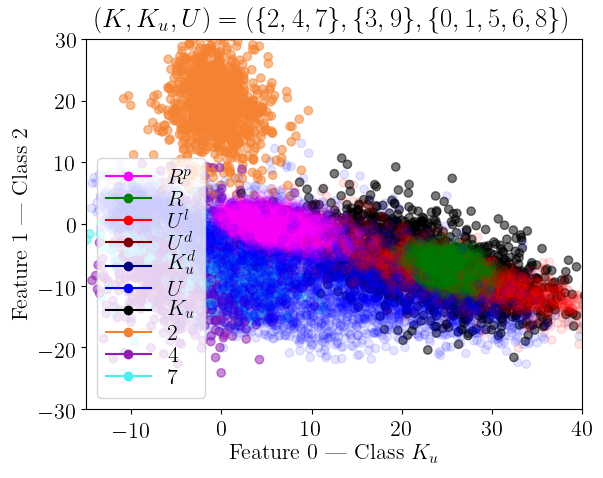 (K, K_u, U) = ({2, 4, 7}, {3, 9}, {0, 1, 5, 6, 8})
Feature 1 — Class 2
30
20
10
0
−10
−20
−30
R^p
R
U^l
U^d
K_u^d
U
K_u
2
4
7
−10
0
10
20
30
40
Feature 0 — Class K_u